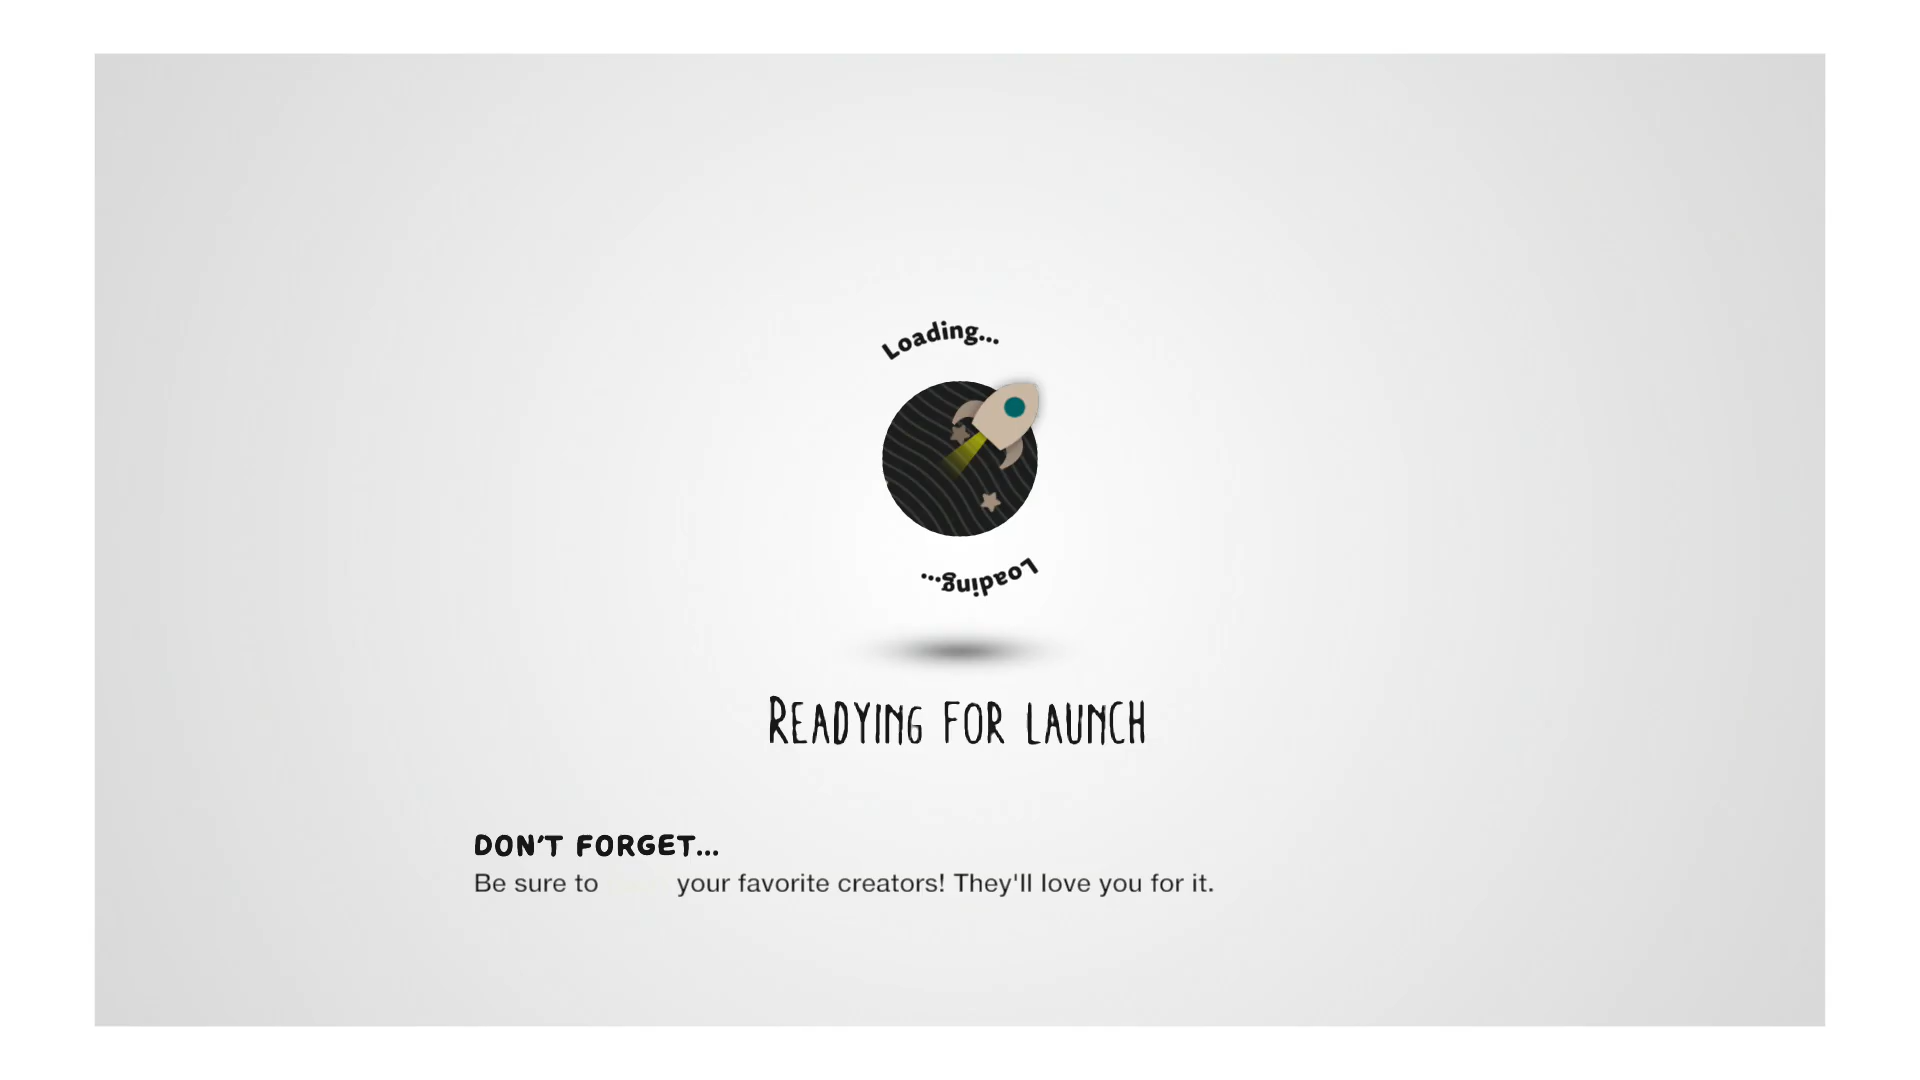 Loading...
Loading...
READYING FOR LAUNCH
DON'T FORGET...
Be sure to your favorite creators! They'll love you for it.